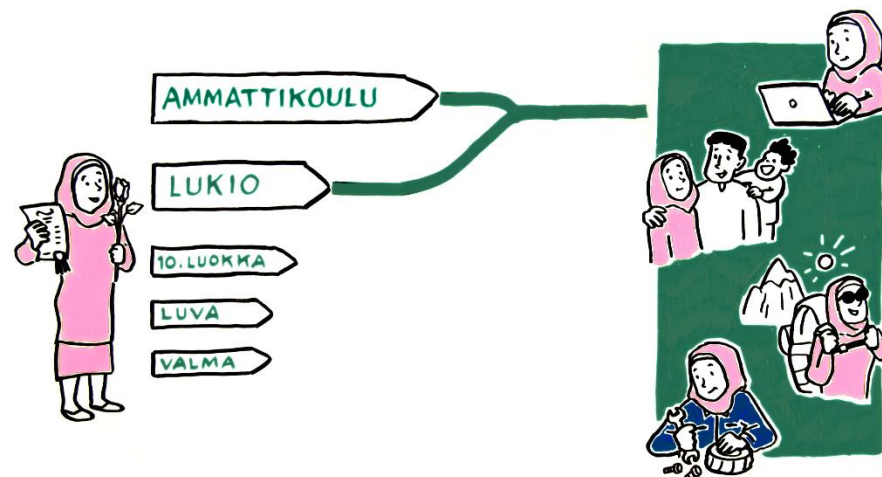 AMMATTIKOULU
LUKIO
10.LUOKKA
LUVA
VALMA